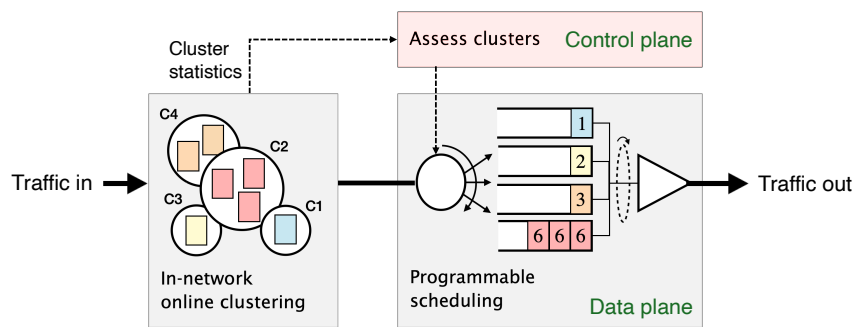 Cluster
statistics
Assess clusters
Control plane
C4
C2
C3
C1
Traffic in
1
2
3
6 6 6
Traffic out
In-network
online clustering
Programmable
scheduling
Data plane